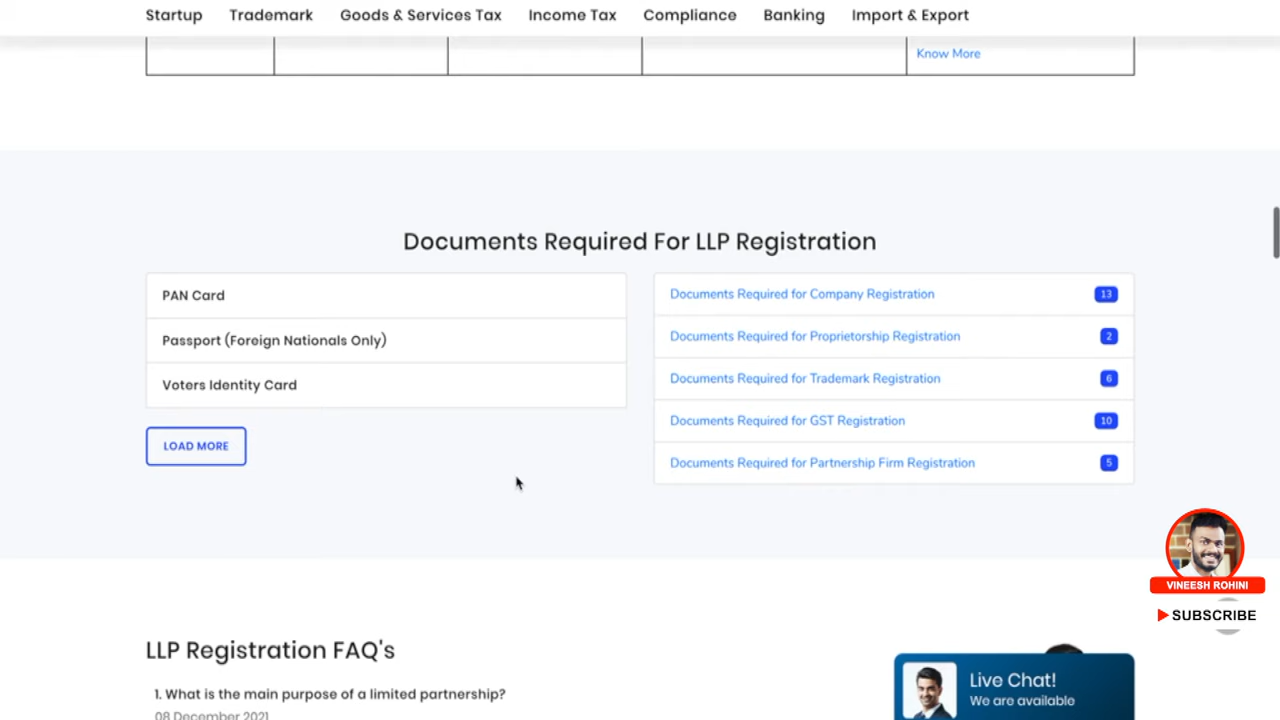 Startup Trademark Goods & Services Tax Income Tax Compliance Banking Import & Export
Know More
Documents Required For LLP Registration
PAN Card
Passport (Foreign Nationals Only)
Voters Identity Card
LOAD MORE
Documents Required for Company Registration 13
Documents Required for Proprietorship Registration 2
Documents Required for Trademark Registration 6
Documents Required for GST Registration 10
Documents Required for Partnership Firm Registration 5
VINEESH ROHINI
SUBSCRIBE
LLP Registration FAQ's
1. What is the main purpose of a limited partnership?
08 December 2021
Live Chat!
We are available